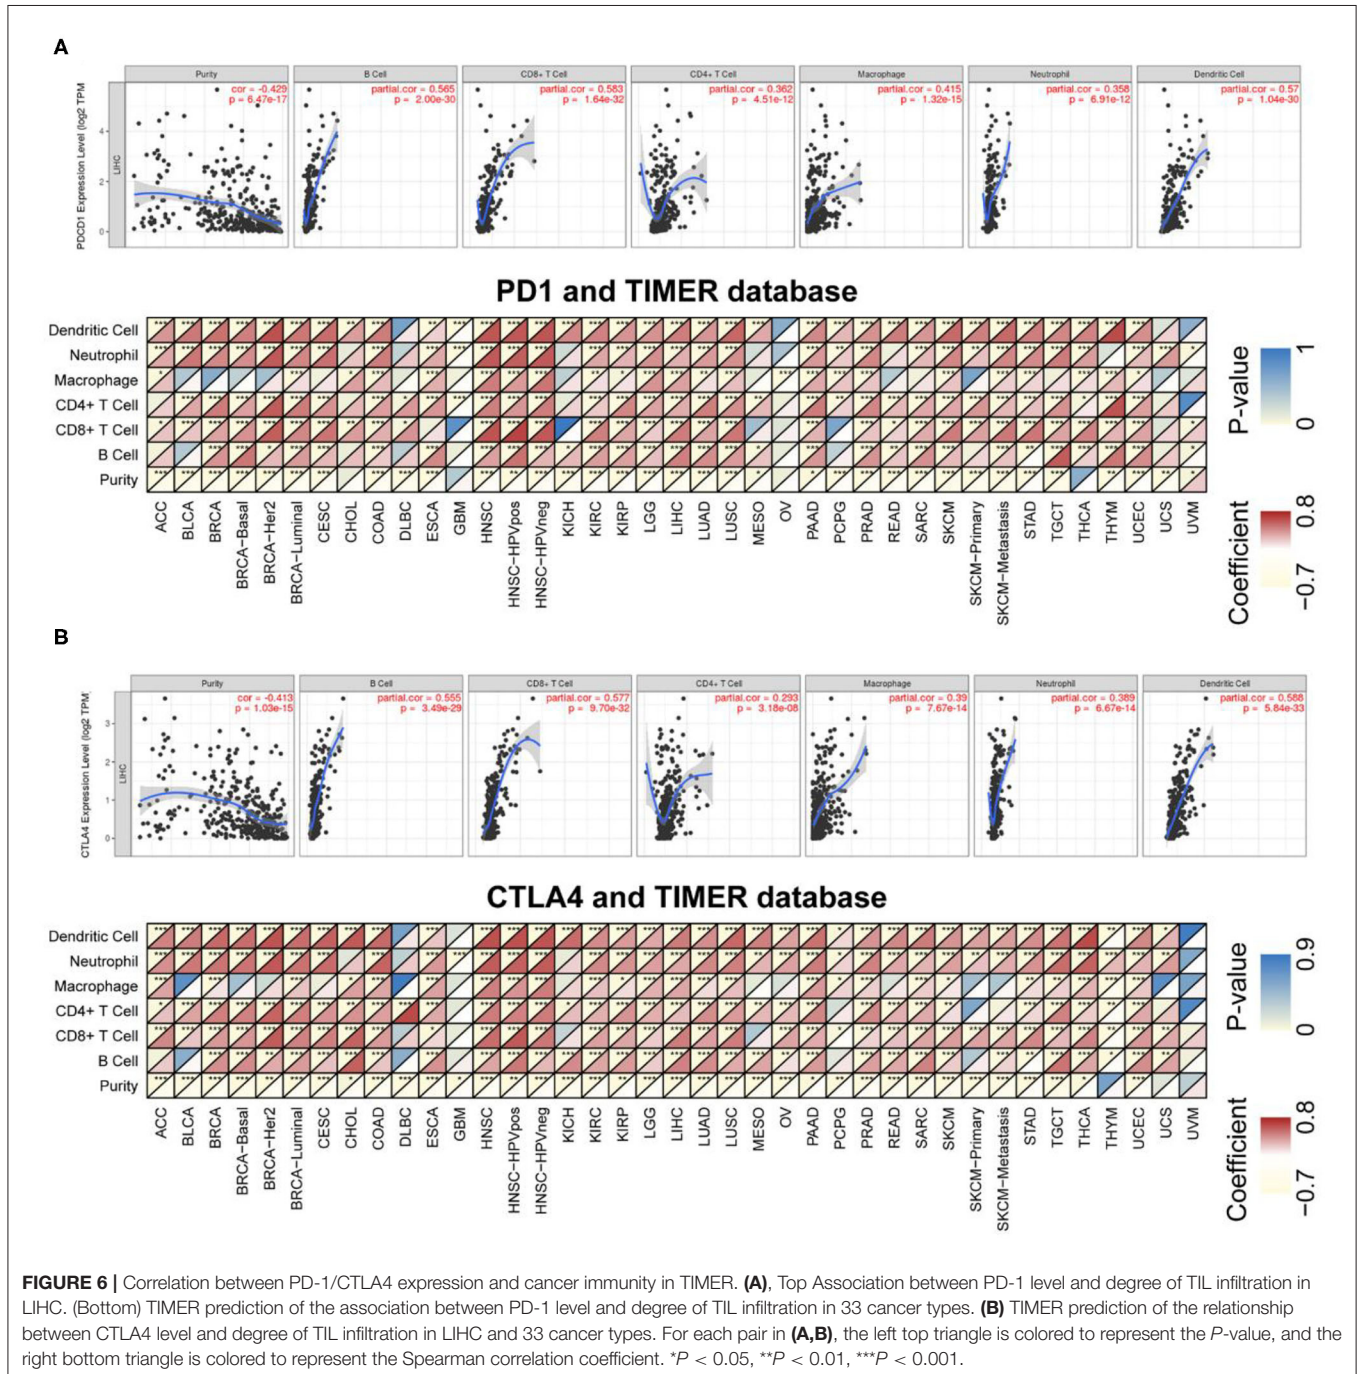 A
Purity
B Cell
CD8+ T Cell
CD4+ T Cell
Macrophage
Neutrophil
Dendritic Cell
cor = -0.429
p = 6.47e-17
partial.cor = 0.565
p = 2.00e-30
partial.cor = 0.583
p = 1.64e-32
partial.cor = 0.362
p = 4.51e-12
partial.cor = 0.415
p = 1.32e-15
partial.cor = 0.358
p = 6.91e-12
partial.cor = 0.57
p = 1.04e-30
PDCD1 Expression Level (log2 TPM
LIHC
4
2
0
PD1 and TIMER database
Dendritic Cell
Neutrophil
Macrophage
CD4+ T Cell
CD8+ T Cell
B Cell
Purity
ACC
BLCA
BRCA
BRCA-Basal
BRCA-Her2
BRCA-Luminal
CESC
CHOL
COAD
DLBC
ESCA
GBM
HNSC
HNSC-HPVpos
HNSC-HPVneg
KICH
KIRC
KIRP
LGG
LIHC
LUAD
LUSC
MESO
OV
PAAD
PCPG
PRAD
READ
SARC
SKCM
SKCM-Primary
SKCM-Metastasis
STAD
TGCT
THCA
THYM
UCEC
UCS
UVM
P-value
1
0
Coefficient
0.8
-0.7
B
Purity
B Cell
CD8+ T Cell
CD4+ T Cell
Macrophage
Neutrophil
Dendritic Cell
cor = -0.413
p = 1.03e-15
partial.cor = 0.555
p = 3.49e-29
partial.cor = 0.577
p = 9.70e-32
partial.cor = 0.293
p = 3.18e-08
partial.cor = 0.39
p = 7.67e-14
partial.cor = 0.389
p = 6.67e-14
partial.cor = 0.588
p = 5.84e-33
CTLA4 Expression Level (log2 TPM)
LIHC
3
2
1
0
CTLA4 and TIMER database
Dendritic Cell
Neutrophil
Macrophage
CD4+ T Cell
CD8+ T Cell
B Cell
Purity
ACC
BLCA
BRCA
BRCA-Basal
BRCA-Her2
BRCA-Luminal
CESC
CHOL
COAD
DLBC
ESCA
GBM
HNSC
HNSC-HPVpos
HNSC-HPVneg
KICH
KIRC
KIRP
LGG
LIHC
LUAD
LUSC
MESO
OV
PAAD
PCPG
PRAD
READ
SARC
SKCM
SKCM-Primary
SKCM-Metastasis
STAD
TGCT
THCA
THYM
UCEC
UCS
UVM
P-value
0.9
0
Coefficient
0.8
-0.7
FIGURE 6 | Correlation between PD-1/CTLA4 expression and cancer immunity in TIMER. (A), Top Association between PD-1 level and degree of TIL infiltration in
LIHC. (Bottom) TIMER prediction of the association between PD-1 level and degree of TIL infiltration in 33 cancer types. (B) TIMER prediction of the relationship
between CTLA4 level and degree of TIL infiltration in LIHC and 33 cancer types. For each pair in (A,B), the left top triangle is colored to represent the P-value, and the
right bottom triangle is colored to represent the Spearman correlation coefficient. *P < 0.05, **P < 0.01, ***P < 0.001.